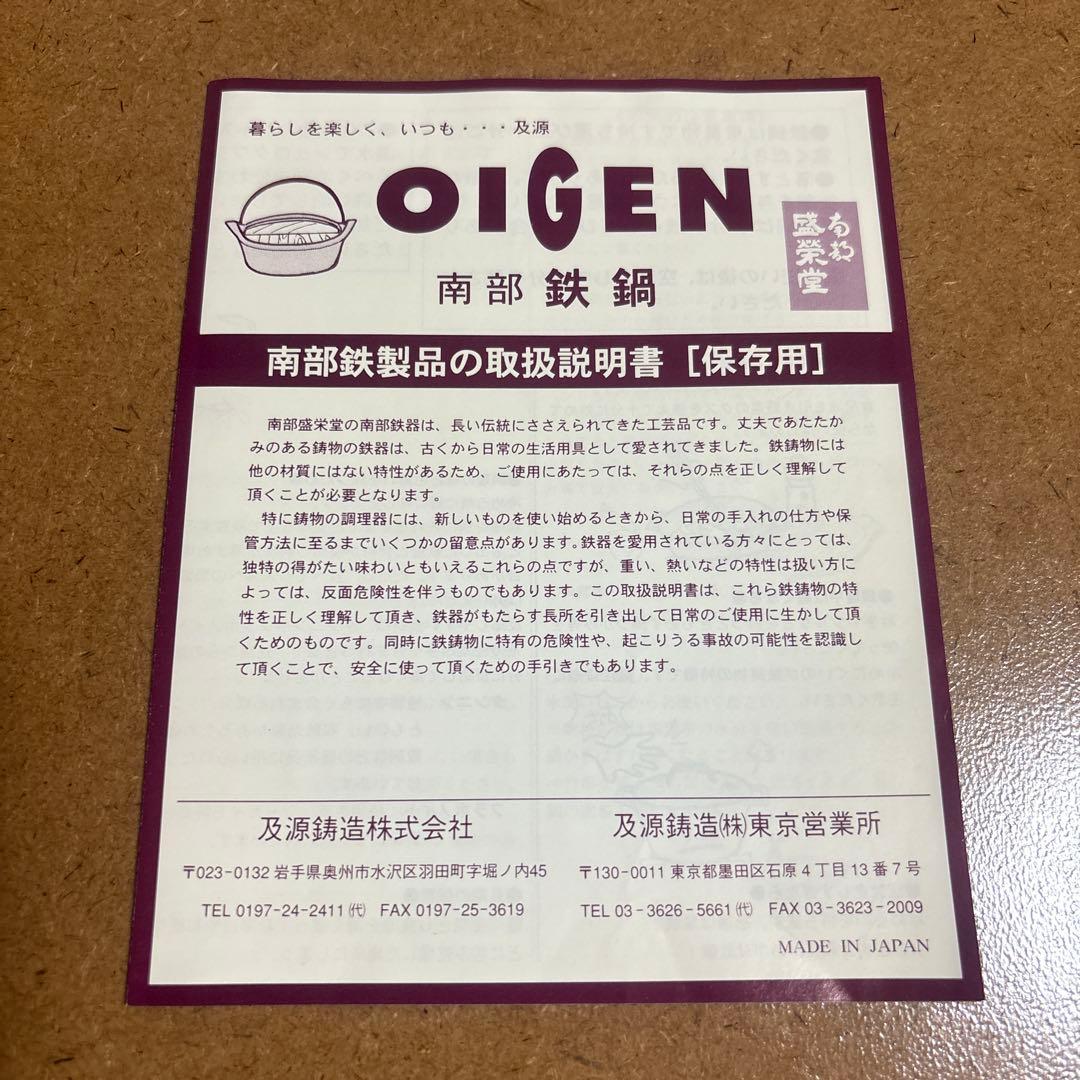 暮らしを楽しく、いつも・・・及源
OIGEN
南部
盛榮堂
南部 鉄鍋
南部鉄製品の取扱説明書［保存用］
南部盛栄堂の南部鉄器は、長い伝統にささえられてきた工芸品です。丈夫であたたか
みのある鋳物の鉄器は、古くから日常の生活用具として愛されてきました。鉄鋳物には
他の材質にはない特性があるため、ご使用にあたっては、それらの点を正しく理解して
頂くことが必要となります。
特に鋳物の調理器には、新しいものを使い始めるときから、日常の手入れの仕方や保
管方法に至るまでいくつかの留意点があります。鉄器を愛用されている方々にとっては、
独特の得がたい味わいともいえるこれらの点ですが、重い、熱いなどの特性は扱い方に
よっては、反面危険性を伴うものでもあります。この取扱説明書は、これら鉄鋳物の特
性を正しく理解して頂き、鉄器がもたらす長所を引き出して日常のご使用に生かして頂
くためのものです。同時に鉄鋳物に特有の危険性や、起こりうる事故の可能性を認識し
て頂くことで、安全に使って頂くための手引きでもあります。
及源鋳造株式会社
〒023-0132 岩手県奥州市水沢区羽田町字堀ノ内45
TEL 0197-24-2411㈹ FAX 0197-25-3619
及源鋳造㈱東京営業所
〒130-0011 東京都墨田区石原4丁目13番7号
TEL 03-3626-5661㈹ FAX 03-3623-2009
MADE IN JAPAN